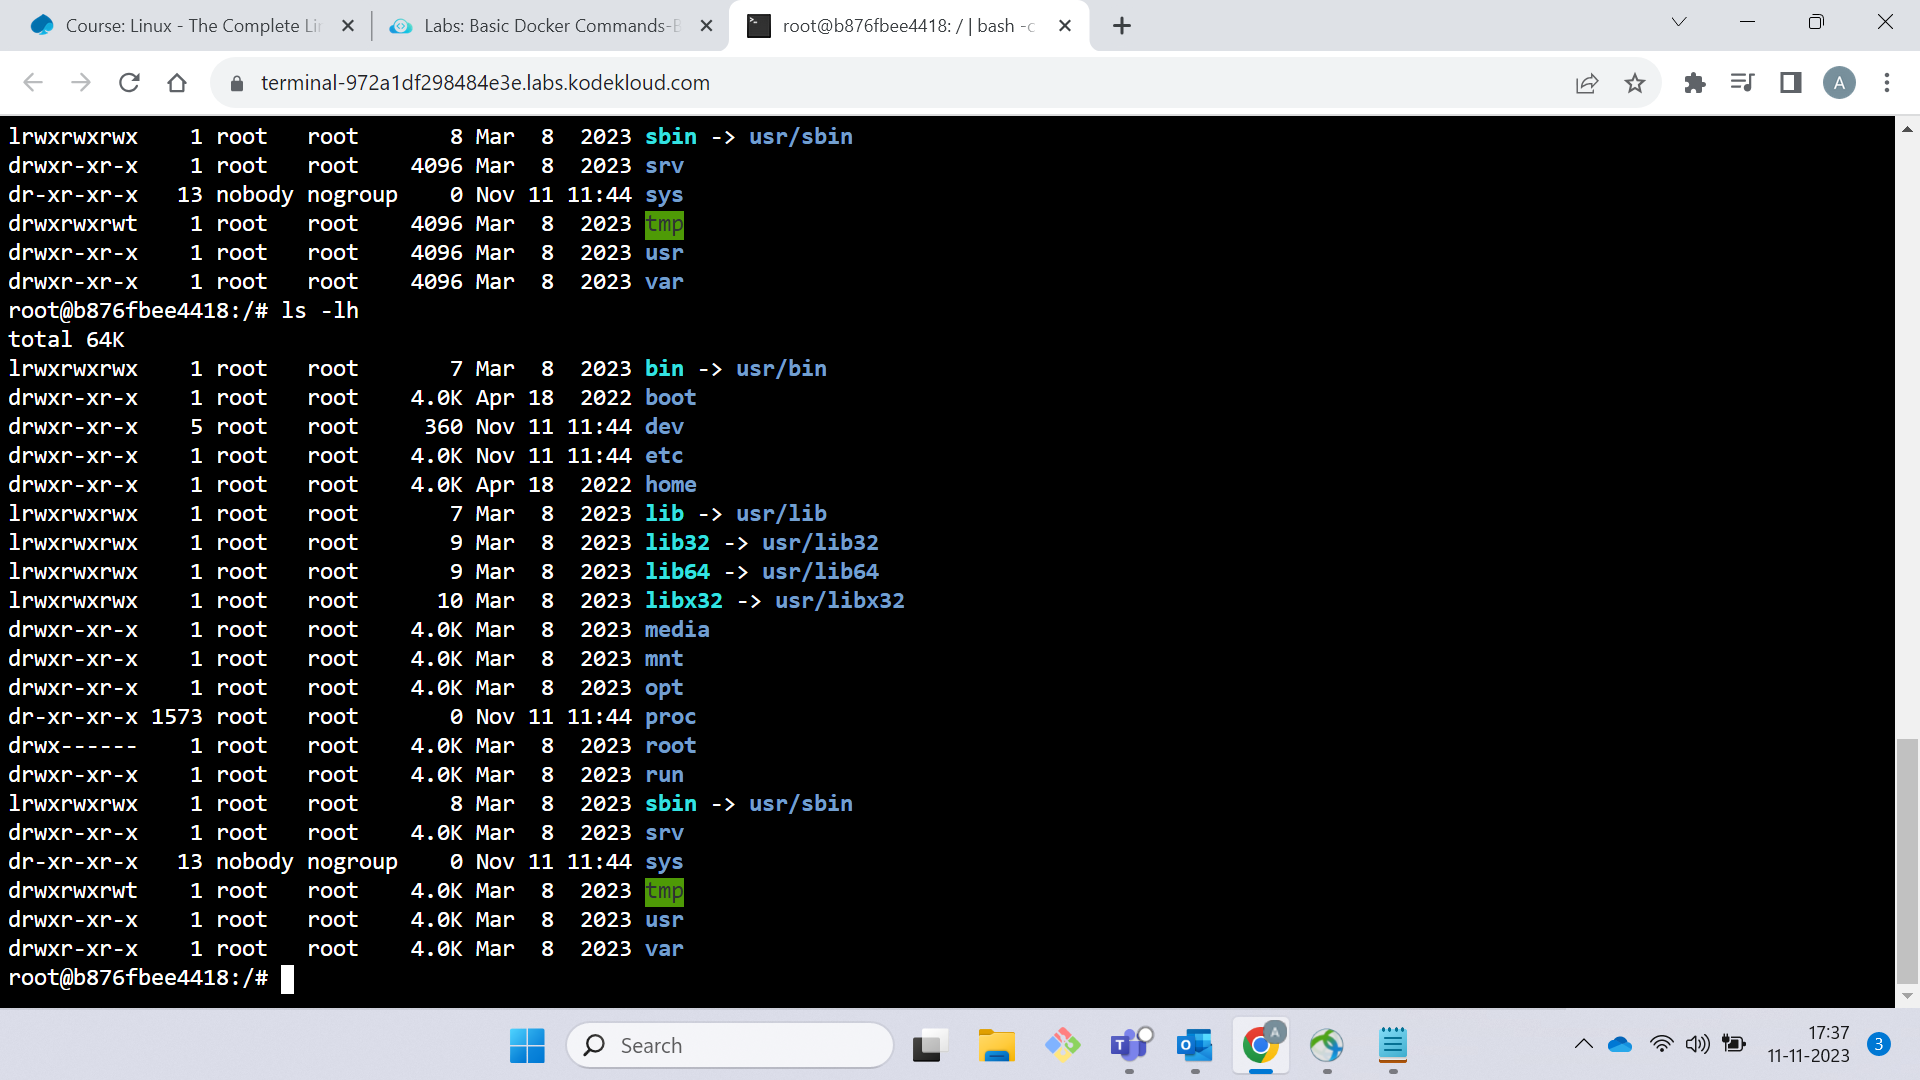 Course: Linux - The Complete Li
Labs: Basic Docker Commands-B
root@b876fbee4418: / | bash -c
terminal-972a1df298484e3e.labs.kodekloud.com
A
lrwxrwxrwx    1 root   root       8 Mar  8  2023 sbin -> usr/sbin
drwxr-xr-x    1 root   root    4096 Mar  8  2023 srv
dr-xr-xr-x   13 nobody nogroup    0 Nov 11 11:44 sys
drwxrwxrwt    1 root   root    4096 Mar  8  2023 tmp
drwxr-xr-x    1 root   root    4096 Mar  8  2023 usr
drwxr-xr-x    1 root   root    4096 Mar  8  2023 var
root@b876fbee4418:/# ls -lh
total 64K
lrwxrwxrwx    1 root   root       7 Mar  8  2023 bin -> usr/bin
drwxr-xr-x    1 root   root    4.0K Apr 18  2022 boot
drwxr-xr-x    5 root   root     360 Nov 11 11:44 dev
drwxr-xr-x    1 root   root    4.0K Nov 11 11:44 etc
drwxr-xr-x    1 root   root    4.0K Apr 18  2022 home
lrwxrwxrwx    1 root   root       7 Mar  8  2023 lib -> usr/lib
lrwxrwxrwx    1 root   root       9 Mar  8  2023 lib32 -> usr/lib32
lrwxrwxrwx    1 root   root       9 Mar  8  2023 lib64 -> usr/lib64
lrwxrwxrwx    1 root   root      10 Mar  8  2023 libx32 -> usr/libx32
drwxr-xr-x    1 root   root    4.0K Mar  8  2023 media
drwxr-xr-x    1 root   root    4.0K Mar  8  2023 mnt
drwxr-xr-x    1 root   root    4.0K Mar  8  2023 opt
dr-xr-xr-x 1573 root   root       0 Nov 11 11:44 proc
drwx------    1 root   root    4.0K Mar  8  2023 root
drwxr-xr-x    1 root   root    4.0K Mar  8  2023 run
lrwxrwxrwx    1 root   root       8 Mar  8  2023 sbin -> usr/sbin
drwxr-xr-x    1 root   root    4.0K Mar  8  2023 srv
dr-xr-xr-x   13 nobody nogroup    0 Nov 11 11:44 sys
drwxrwxrwt    1 root   root    4.0K Mar  8  2023 tmp
drwxr-xr-x    1 root   root    4.0K Mar  8  2023 usr
drwxr-xr-x    1 root   root    4.0K Mar  8  2023 var
root@b876fbee4418:/#
Search
T
O
A
17:37
11-11-2023
3